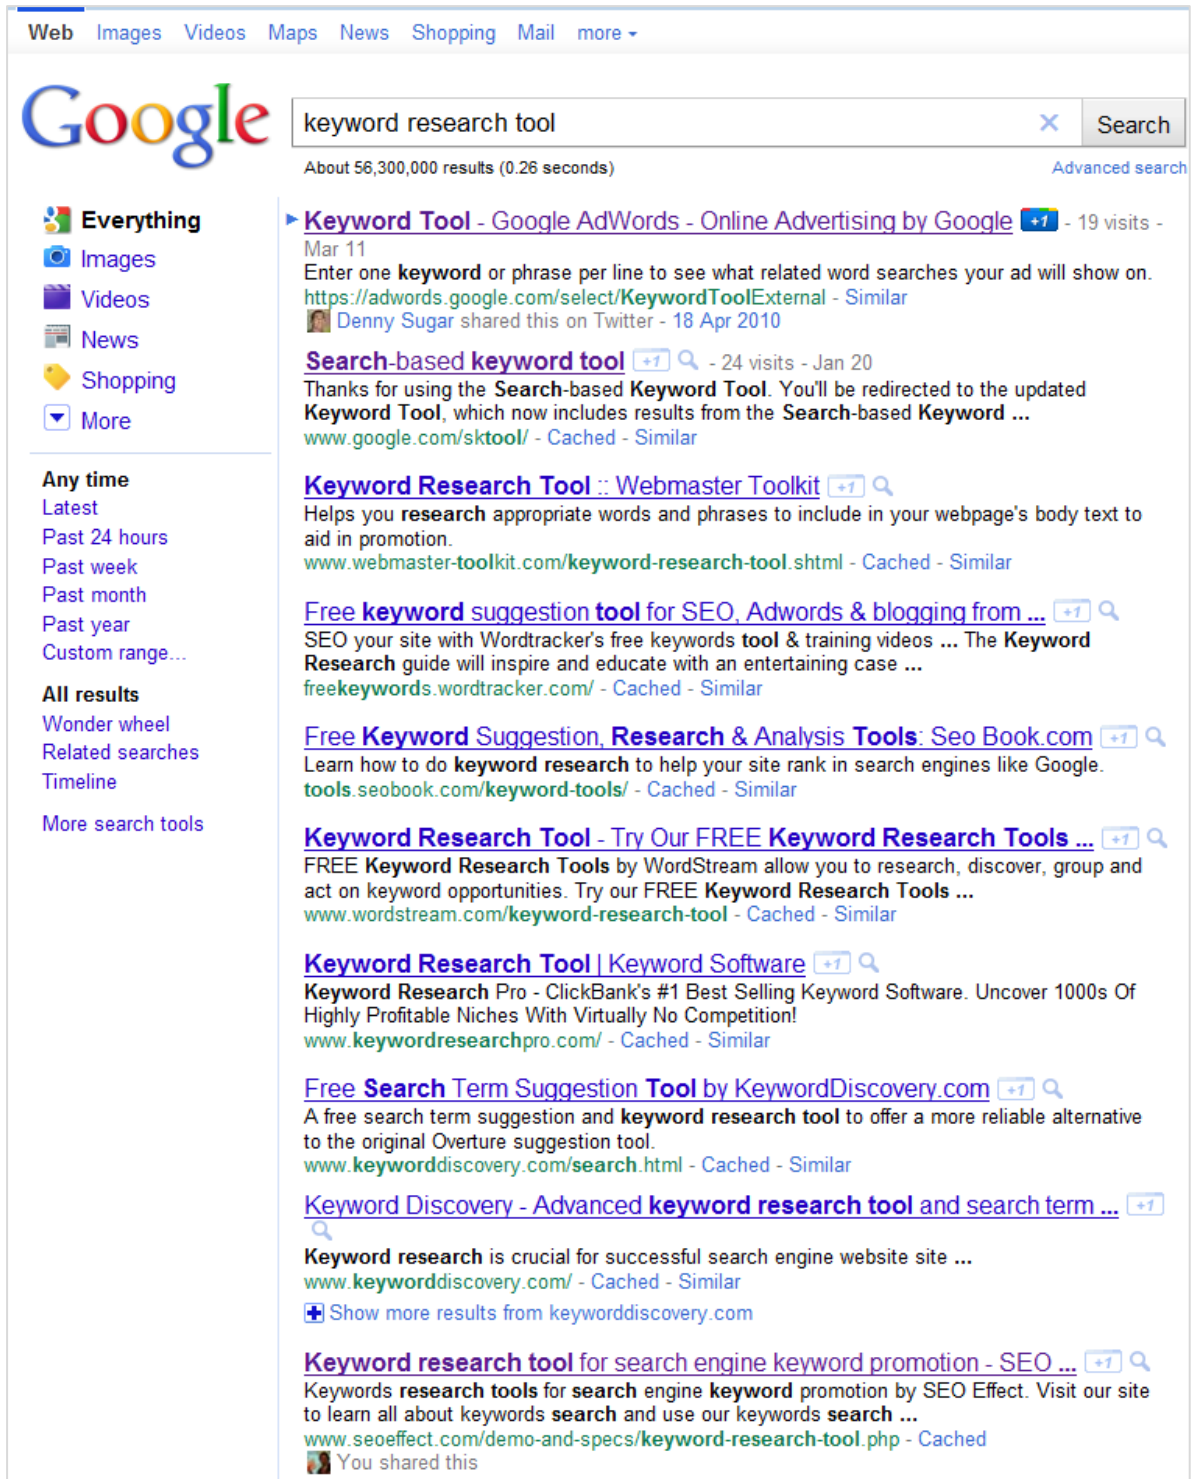 Web Images Videos Maps News Shopping Mail more
Google
keyword research tool
Search
About 56,300,000 results (0.26 seconds)
Advanced search
Everything
Images
Videos
News
Shopping
More
Any time
Latest
Past 24 hours
Past week
Past month
Past year
Custom range...
All results
Wonder wheel
Related searches
Timeline
More search tools
Keyword Tool - Google AdWords - Online Advertising by Google +1 - 19 visits -
Mar 11
Enter one keyword or phrase per line to see what related word searches your ad will show on.
https://adwords.google.com/select/KeywordToolExternal - Similar
Denny Sugar shared this on Twitter - 18 Apr 2010
Search-based keyword tool +1 - 24 visits - Jan 20
Thanks for using the Search-based Keyword Tool. You'll be redirected to the updated
Keyword Tool, which now includes results from the Search-based Keyword ...
www.google.com/sktool/ - Cached - Similar
Keyword Research Tool :: Webmaster Toolkit +1
Helps you research appropriate words and phrases to include in your webpage's body text to
aid in promotion.
www.webmaster-toolkit.com/keyword-research-tool.shtml - Cached - Similar
Free keyword suggestion tool for SEO, Adwords & blogging from ... +1
SEO your site with Wordtracker's free keywords tool & training videos ... The Keyword
Research guide will inspire and educate with an entertaining case ...
freekeywords.wordtracker.com/ - Cached - Similar
Free Keyword Suggestion, Research & Analysis Tools: Seo Book.com +1
Learn how to do keyword research to help your site rank in search engines like Google.
tools.seobook.com/keyword-tools/ - Cached - Similar
Keyword Research Tool - Try Our FREE Keyword Research Tools ... +1
FREE Keyword Research Tools by WordStream allow you to research, discover, group and
act on keyword opportunities. Try our FREE Keyword Research Tools ...
www.wordstream.com/keyword-research-tool - Cached - Similar
Keyword Research Tool | Keyword Software +1
Keyword Research Pro - ClickBank's #1 Best Selling Keyword Software. Uncover 1000s Of
Highly Profitable Niches With Virtually No Competition!
www.keywordresearchpro.com/ - Cached - Similar
Free Search Term Suggestion Tool by KeywordDiscovery.com +1
A free search term suggestion and keyword research tool to offer a more reliable alternative
to the original Overture suggestion tool.
www.keyworddiscovery.com/search.html - Cached - Similar
Keyword Discovery - Advanced keyword research tool and search term ... +1
Keyword research is crucial for successful search engine website site ...
www.keyworddiscovery.com/ - Cached - Similar
Show more results from keyworddiscovery.com
Keyword research tool for search engine keyword promotion - SEO ... +1
Keywords research tools for search engine keyword promotion by SEO Effect. Visit our site
to learn all about keywords search and use our keywords search ...
www.seoeffect.com/demo-and-specs/keyword-research-tool.php - Cached
You shared this